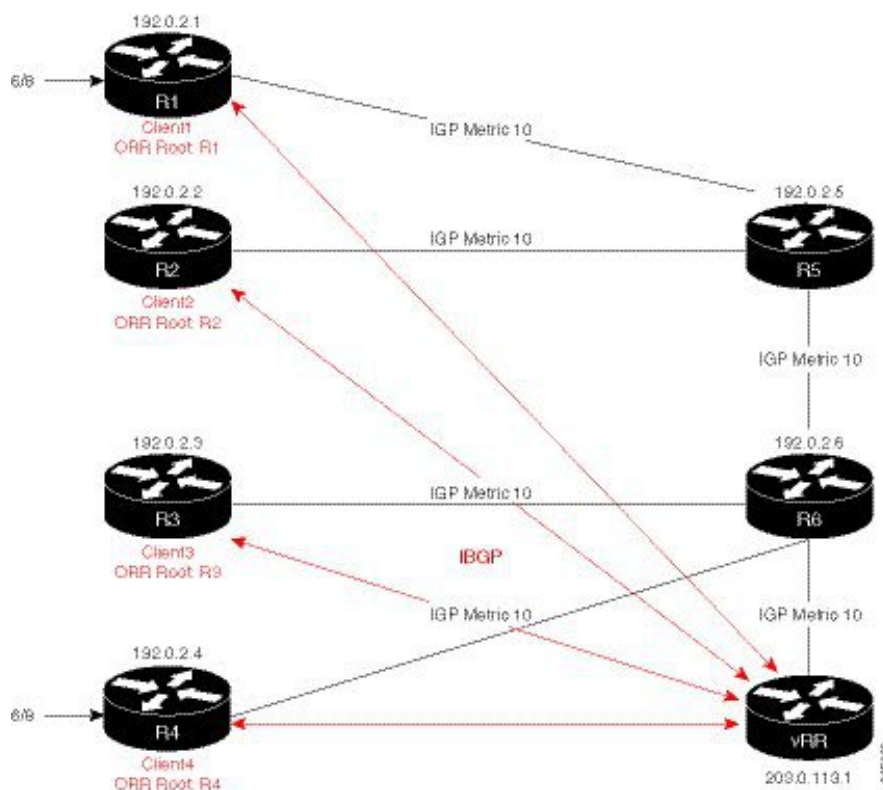 192.0.2.1
6/8
R1
Client1
ORR Root: R1
IGP Metric 10
192.0.2.2
192.0.2.5
R2
IGP Metric 10
R5
Client2
ORR Root: R2
IGP Metric 10
192.0.2.3
192.0.2.6
R3
IGP Metric 10
R6
Client3
ORR Root: R3
IBGP
IGP Metric 10
IGP Metric 10
192.0.2.4
6/8
R4
vRR
Client4
ORR Root: R4
203.0.113.1